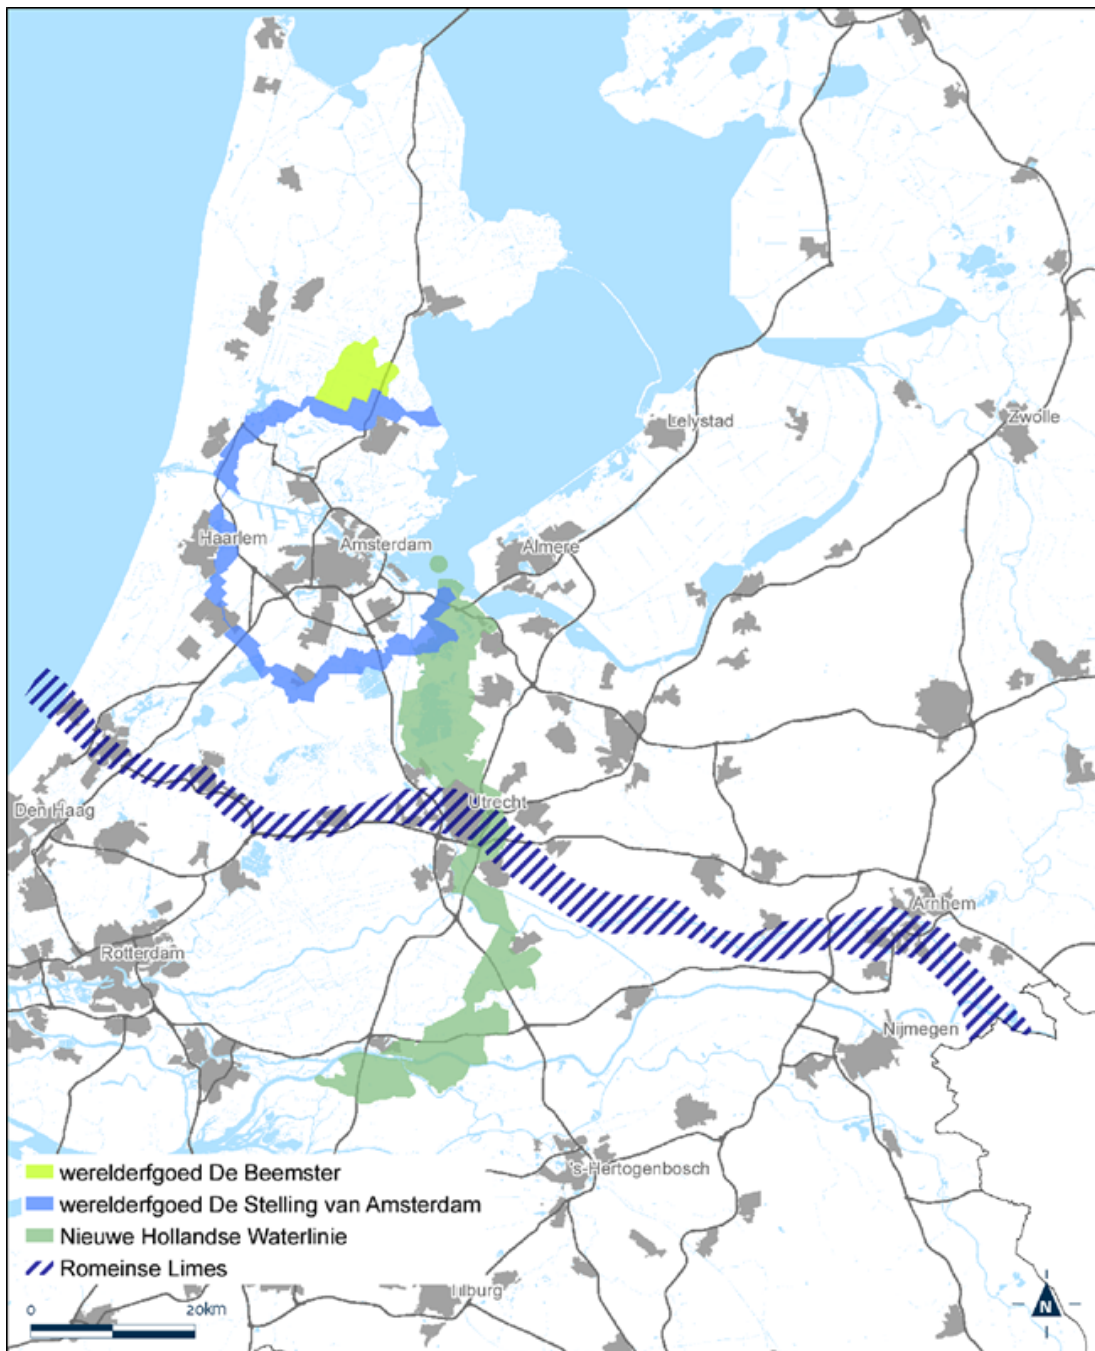 Lelystad
Zwolle
Haarlem
Amsterdam
Almere
Den Haag
Utrecht
Arnhem
Rotterdam
Nijmegen
's-Hertogenbosch
Tilburg
werelderfgoed De Beemster
werelderfgoed De Stelling van Amsterdam
Nieuwe Hollandse Waterlinie
Romeinse Limes
0 20km
N